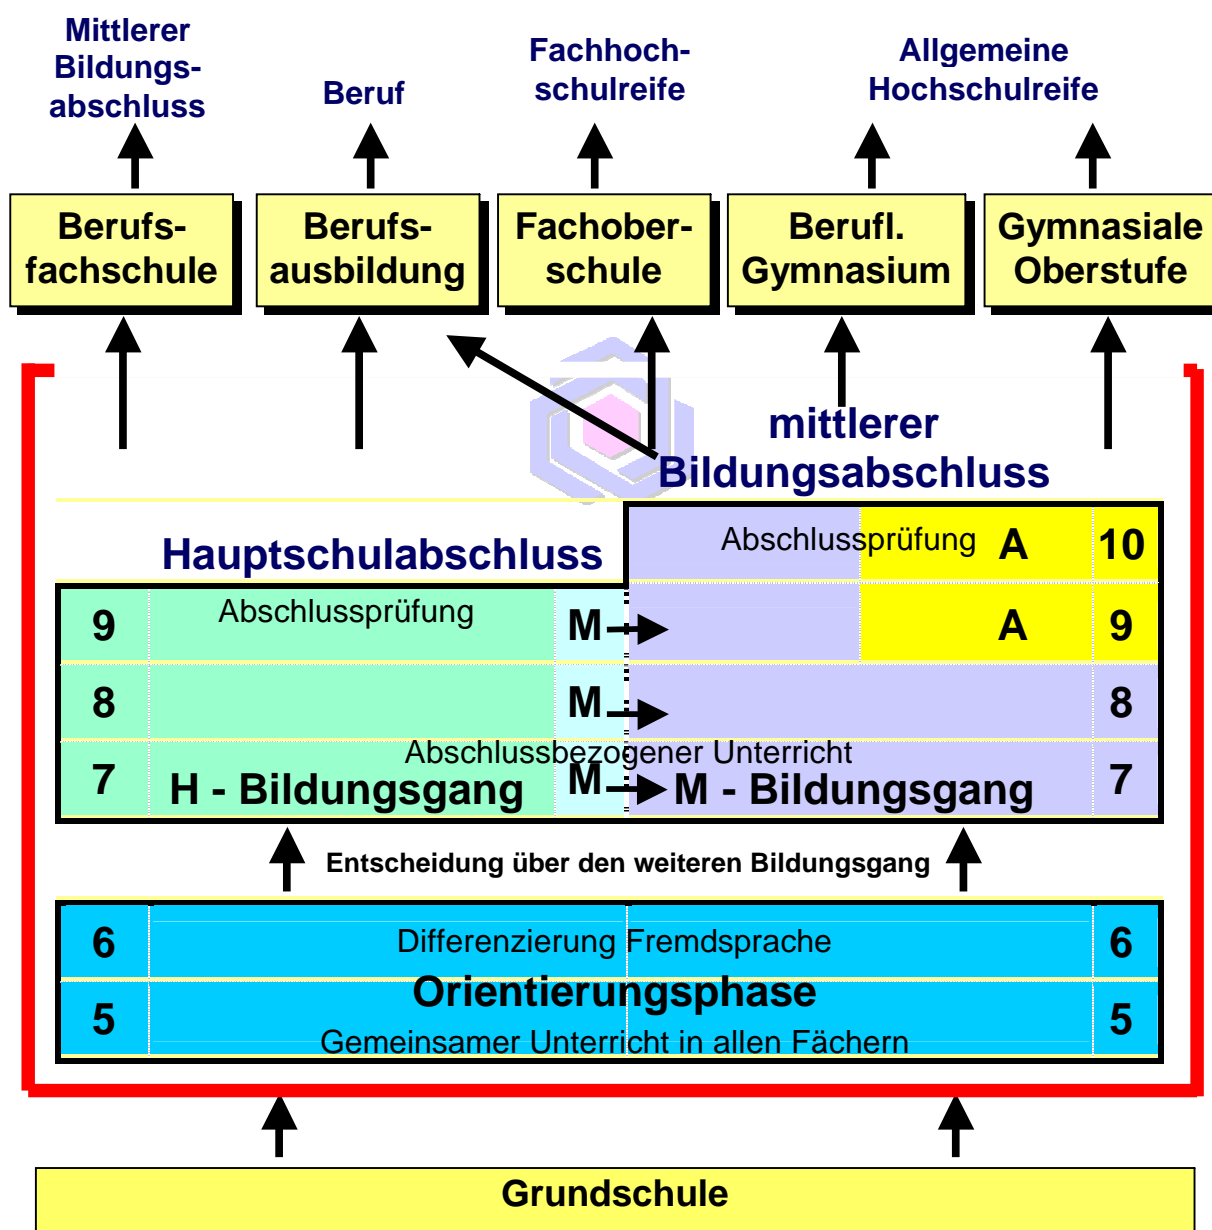 Mittlerer
Bildungs-
abschluss
Beruf
Fachhoch-
schulreife
Allgemeine
Hochschulreife
Berufs-
fachschule
Berufs-
ausbildung
Fachober-
schule
Berufl.
Gymnasium
Gymnasiale
Oberstufe
mittlerer
Bildungsabschluss
Hauptschulabschluss
Abschlussprüfung A 10
9 Abschlussprüfung M A 9
8 M 8
Abschlussbezogener Unterricht
7 H - Bildungsgang M M - Bildungsgang 7
Entscheidung über den weiteren Bildungsgang
6 Differenzierung Fremdsprache 6
Orientierungsphase
5 5
Gemeinsamer Unterricht in allen Fächern
Grundschule